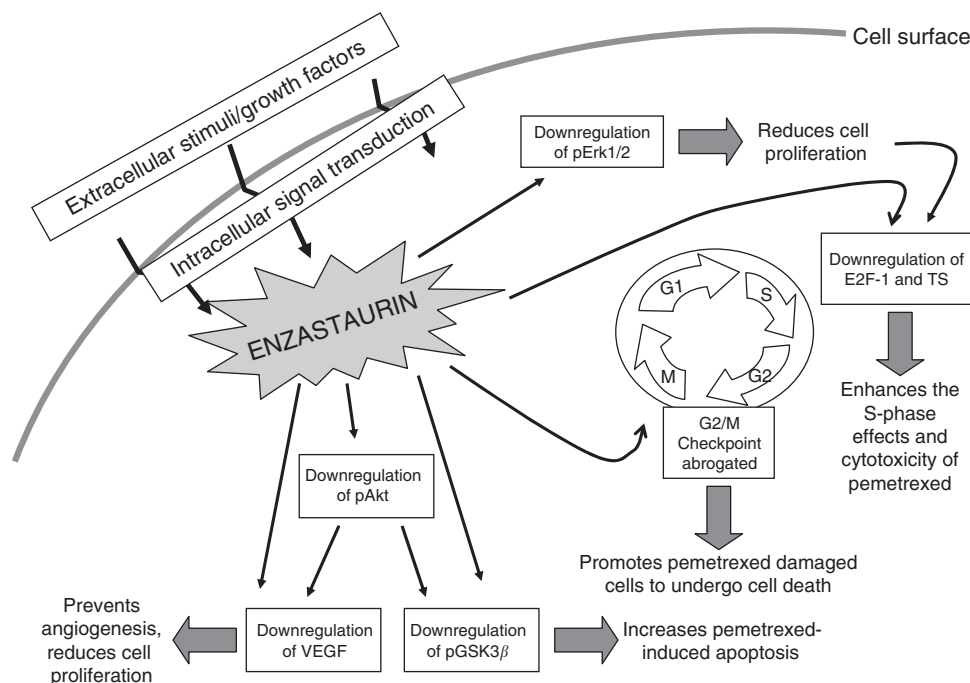 Cell surface
Extracellular stimuli/growth factors
Intracellular signal transduction
ENZASTAURIN
Downregulation
of pErk1/2
Reduces cell
proliferation
Downregulation of
E2F-1 and TS
Enhances the
S-phase
effects and
cytotoxicity of
pemetrexed
G1
S
G2
M
G2/M
Checkpoint
abrogated
Promotes pemetrexed damaged
cells to undergo cell death
Downregulation
of pAkt
Downregulation
of VEGF
Prevents
angiogenesis,
reduces cell
proliferation
Downregulation
of pGSK3β
Increases pemetrexed-
induced apoptosis